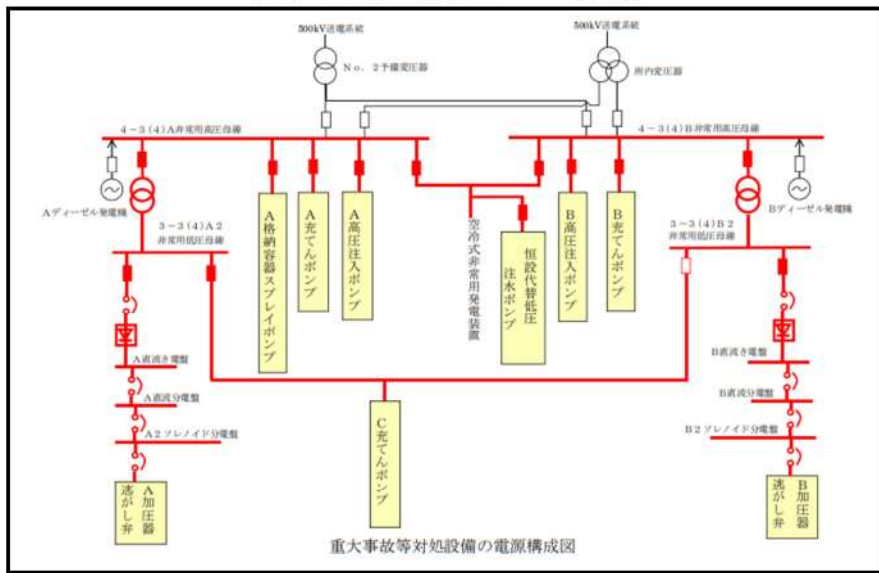 500kV送電系統
500kV送電系統
No.2予備変圧器
所内変圧器
4-3(4)A非常用高圧母線
4-3(4)B非常用高圧母線
Aディーゼル発電機
Bディーゼル発電機
3-3(4)A2
非常用低圧母線
3-3(4)B2
非常用低圧母線
A格納容器スプレイポンプ
A充てんポンプ
A高圧注入ポンプ
空冷式非常用発電装置
恒設代替低圧
注水ポンプ
B高圧注入ポンプ
B充てんポンプ
A直流き電盤
B直流き電盤
A直流分電盤
B直流分電盤
A2ソレノイド分電盤
B2ソレノイド分電盤
C充てんポンプ
A加圧器
逃がし弁
B加圧器
逃がし弁
重大事故等対処設備の電源構成図